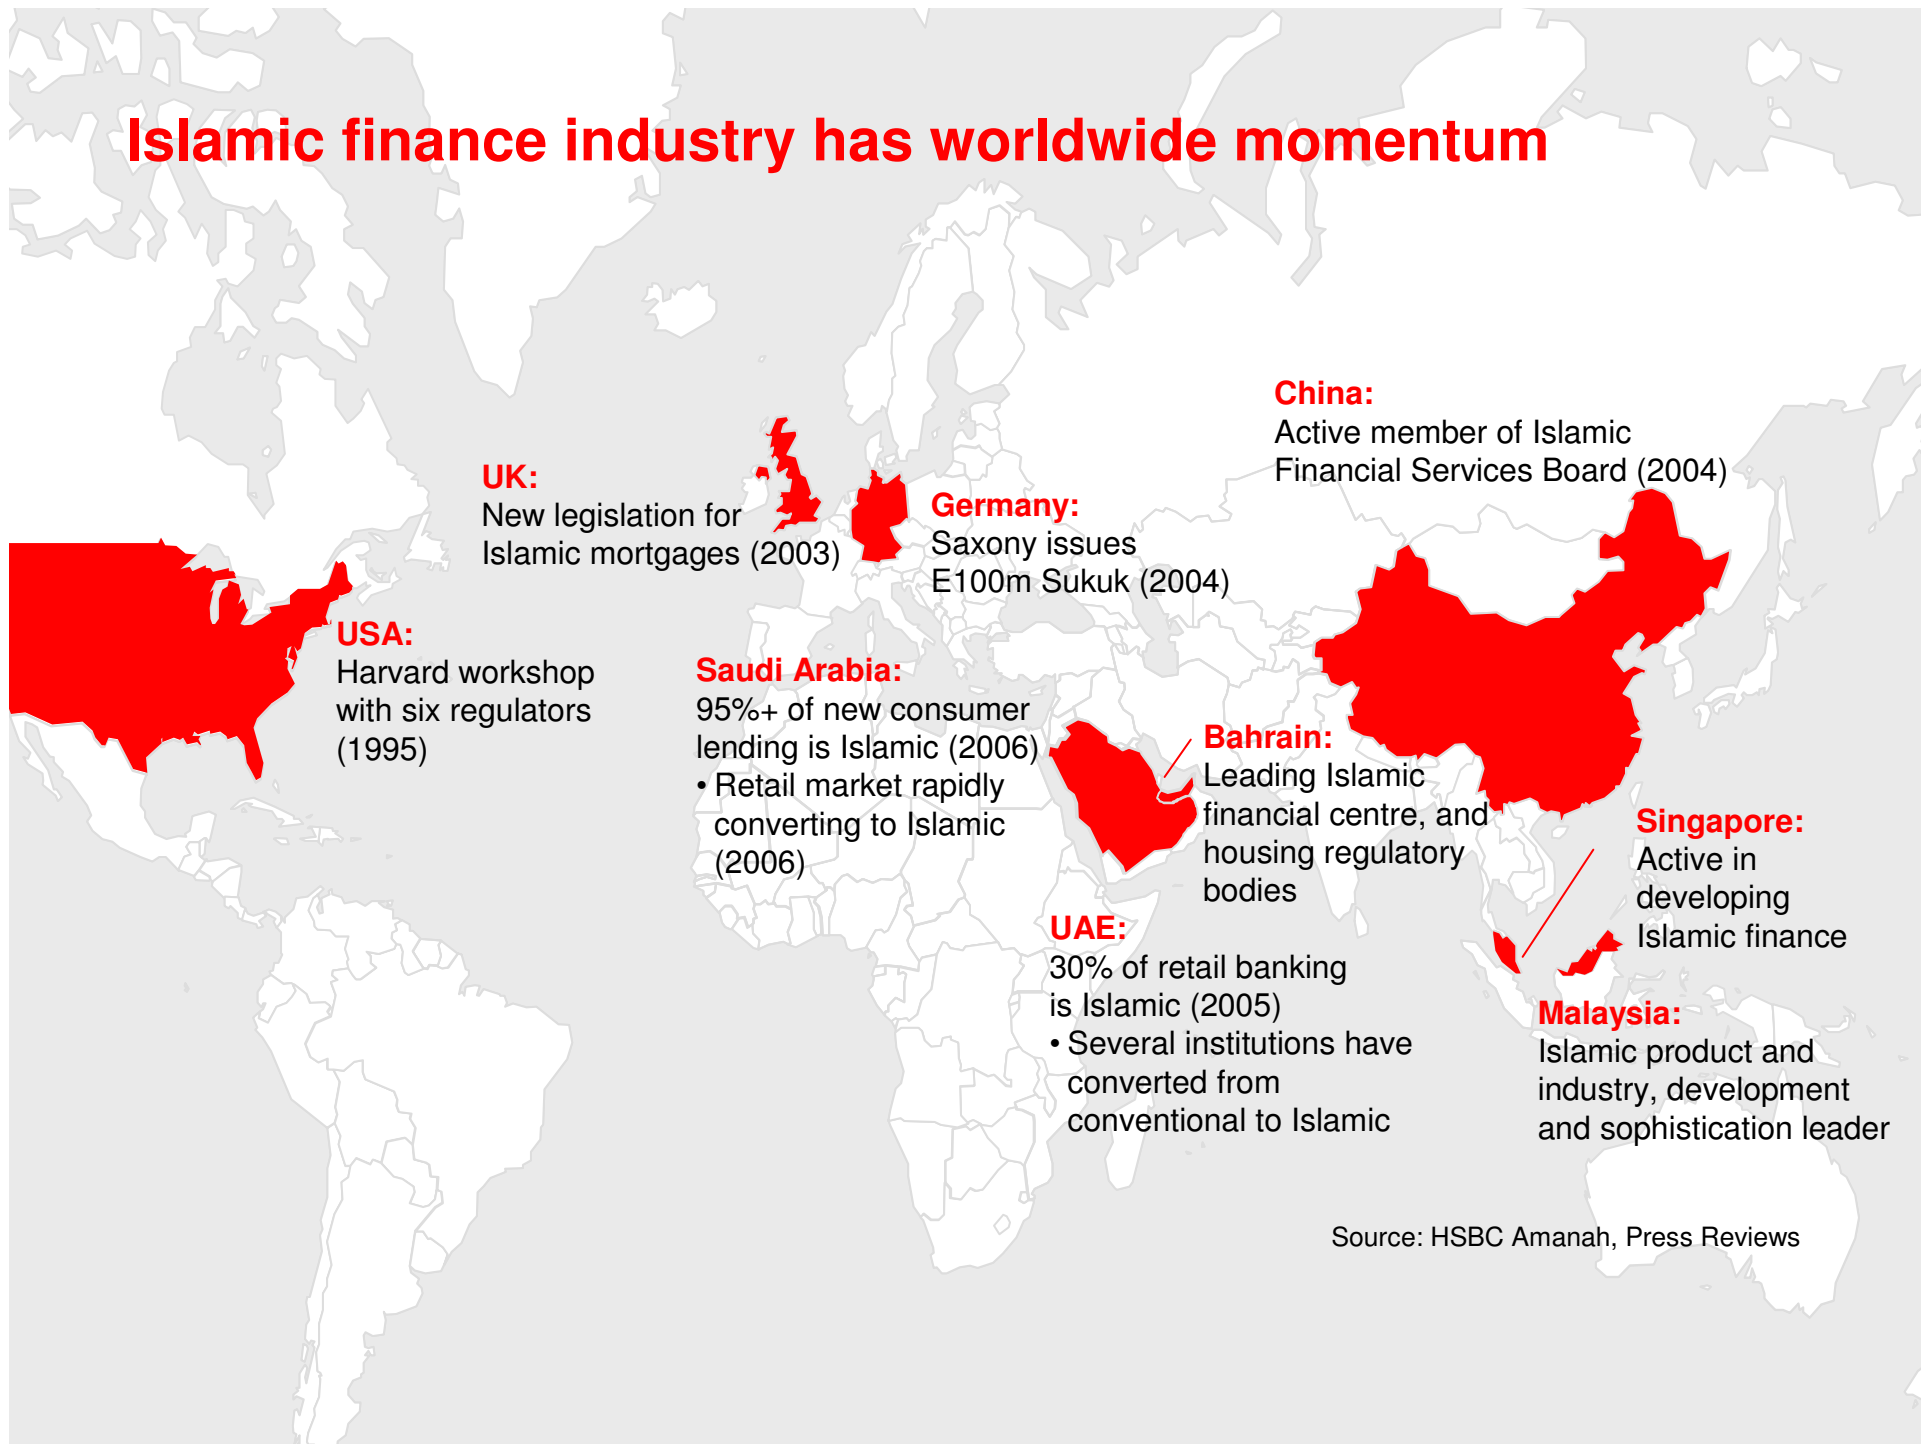 Islamic finance industry has worldwide momentum
China:
Active member of Islamic
Financial Services Board (2004)
UK:
New legislation for
Islamic mortgages (2003)
Germany:
Saxony issues
E100m Sukuk (2004)
USA:
Harvard workshop
with six regulators
(1995)
Saudi Arabia:
95%+ of new consumer
lending is Islamic (2006)
• Retail market rapidly
converting to Islamic
(2006)
Bahrain:
Leading Islamic
financial centre, and
housing regulatory
bodies
Singapore:
Active in
developing
Islamic finance
UAE:
30% of retail banking
is Islamic (2005)
• Several institutions have
converted from
conventional to Islamic
Malaysia:
Islamic product and
industry, development
and sophistication leader
Source: HSBC Amanah, Press Reviews